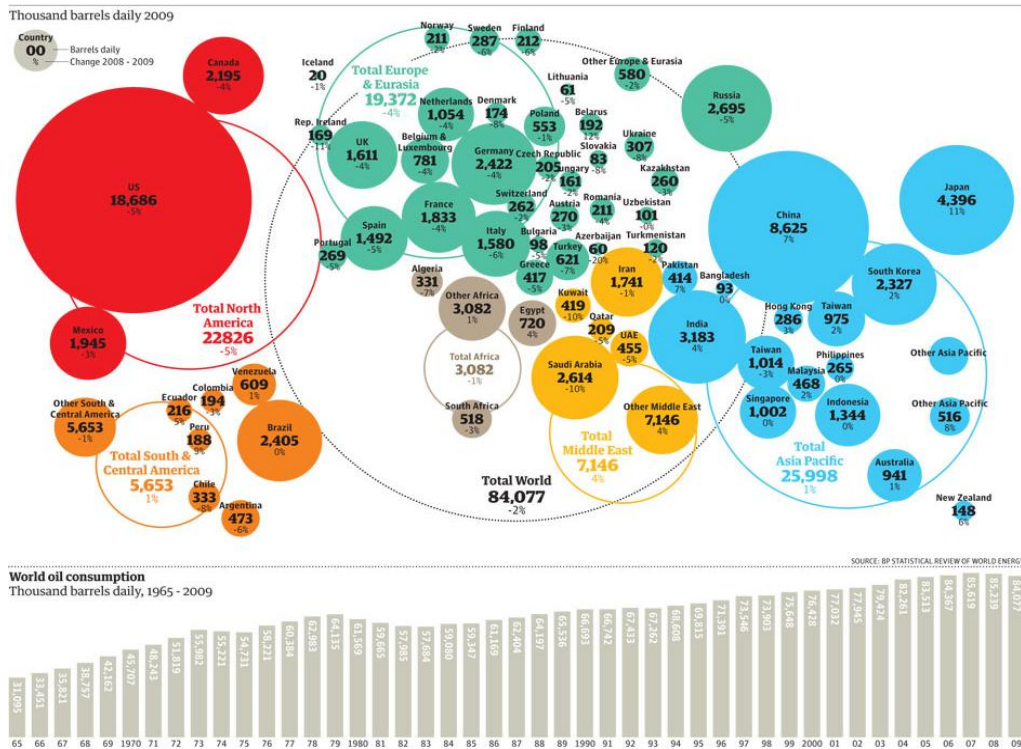 Thousand barrels daily 2009
Country
00
%
Barrels daily
Change 2008 - 2009
Canada
2,195
-4%
US
18,686
-5%
Mexico
1,945
-3%
Total North
America
22826
-5%
Iceland
20
-1%
Norway
211
-2%
Sweden
287
-6%
Finland
212
-6%
Total Europe
& Eurasia
19,372
-4%
Other Europe & Eurasia
580
-2%
Lithuania
61
-5%
Russia
2,695
-5%
Rep. Ireland
169
-11%
UK
1,611
-4%
Netherlands
1,054
-4%
Denmark
174
-8%
Belgium &
Luxembourg
781
-4%
Germany
2,422
-4%
Poland
553
-1%
Belarus
192
12%
Ukraine
307
-8%
Czech Republic
205
-2%
Slovakia
83
-8%
ungary
161
-2%
Kazakhstan
260
-3%
Switzerland
262
-2%
Austria
270
-3%
Romania
211
-4%
Uzbekistan
101
-0%
France
1,833
-4%
Spain
1,492
-5%
Portugal
269
-5%
Italy
1,580
-6%
Bulgaria
98
-5%
Greece
417
-5%
Turkey
621
-7%
Azerbaijan
60
-20%
Turkmenistan
120
-2%
Algeria
331
-7%
Other Africa
3,082
1%
Egypt
720
4%
Total Africa
3,082
-1%
South Africa
518
-3%
Kuwait
419
-10%
Iran
1,741
-1%
Qatar
209
-5%
UAE
455
-5%
Saudi Arabia
2,614
-10%
Other Middle East
7,146
4%
Total
Middle East
7,146
4%
Pakistan
414
7%
Bangladesh
93
0%
China
8,625
7%
Japan
4,396
11%
South Korea
2,327
2%
India
3,183
4%
Hong Kong
286
3%
Taiwan
975
2%
Taiwan
1,014
-3%
Philippines
265
0%
Malaysia
468
2%
Singapore
1,002
0%
Indonesia
1,344
0%
Other Asia Pacific
Other Asia Pacific
516
8%
Total
Asia Pacific
25,998
1%
Australia
941
1%
New Zealand
148
6%
Venezuela
609
1%
Colombia
194
-3%
Ecuador
216
5%
Other South &
Central America
5,653
-1%
Peru
188
9%
Brazil
2,405
0%
Total South &
Central America
5,653
1%
Chile
333
-8%
Argentina
473
-6%
Total World
84,077
-2%
SOURCE: BP STATISTICAL REVIEW OF WORLD ENERGY
World oil consumption
Thousand barrels daily, 1965 - 2009
31,095
33,451
35,821
38,757
42,162
45,707
48,243
51,819
55,982
55,221
54,731
58,221
60,384
62,983
64,135
61,569
59,665
57,985
57,684
59,080
59,347
61,169
62,404
64,197
65,536
66,693
66,742
67,433
67,262
68,608
69,815
71,391
73,546
73,903
75,648
76,428
77,032
77,945
79,424
82,261
83,513
84,367
85,619
85,239
84,077
65 66 67 68 69 1970 71 72 73 74 75 76 77 78 79 1980 81 82 83 84 85 86 87 88 89 1990 91 92 93 94 95 96 97 98 99 2000 01 02 03 04 05 06 07 08 09